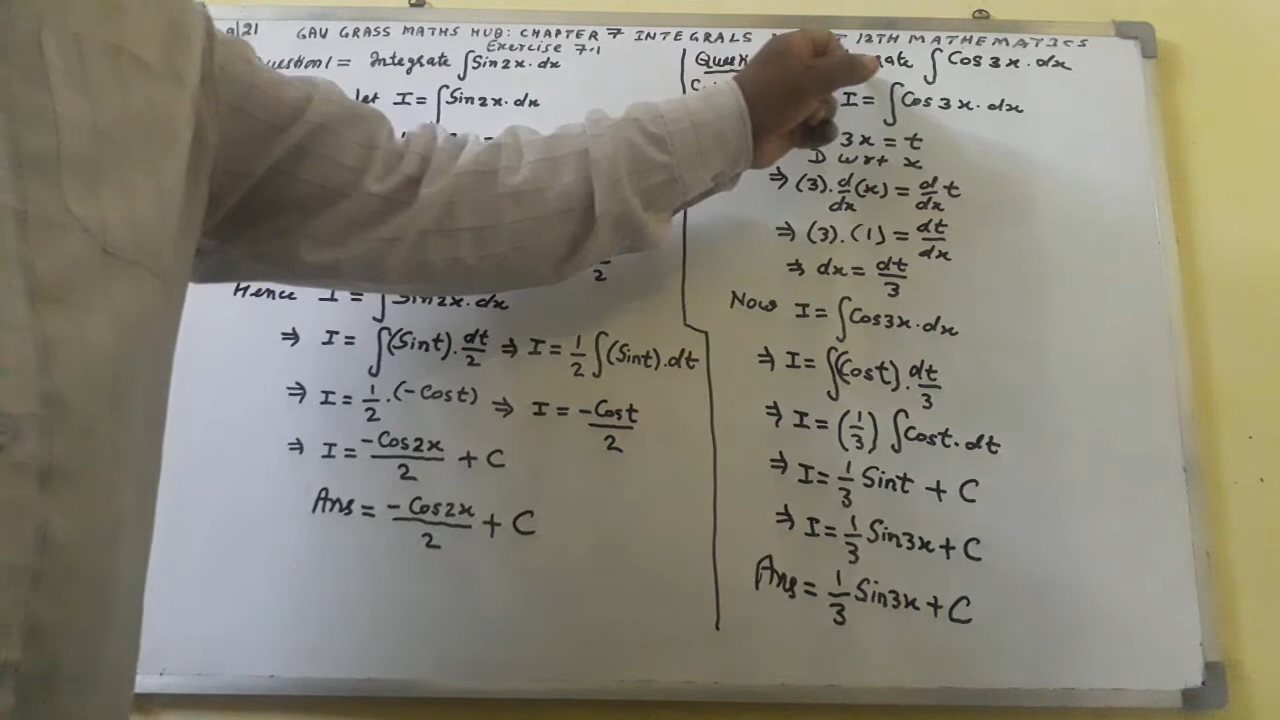 9/21 GAV GRASS MATHS HUB: CHAPTER 7 INTEGRALS 12TH MATHEMATICS
Exercise 7.1
Question1 = Integrate ∫Sin2x.dx
let I = ∫Sin2x.dx
2
Hence I = ∫Sin2x.dx
⇒ I = ∫(Sint).dt/2 ⇒ I = 1/2 ∫(Sint).dt
⇒ I = 1/2.(-Cost) ⇒ I = -Cost/2
⇒ I = -Cos2x/2 + C
Ans = -Cos2x/2 + C
∫Cos3x.dx
I = ∫Cos3x.dx
3x = t
D wrt x
⇒ (3).d/dx(x) = d/dx t
⇒ (3).(1) = dt/dx
⇒ dx = dt/3
Now I = ∫Cos3x.dx
⇒ I = ∫(Cost).dt/3
⇒ I = (1/3) ∫Cost.dt
⇒ I = 1/3 Sint + C
⇒ I = 1/3 Sin3x + C
Ans = 1/3 Sin3x + C